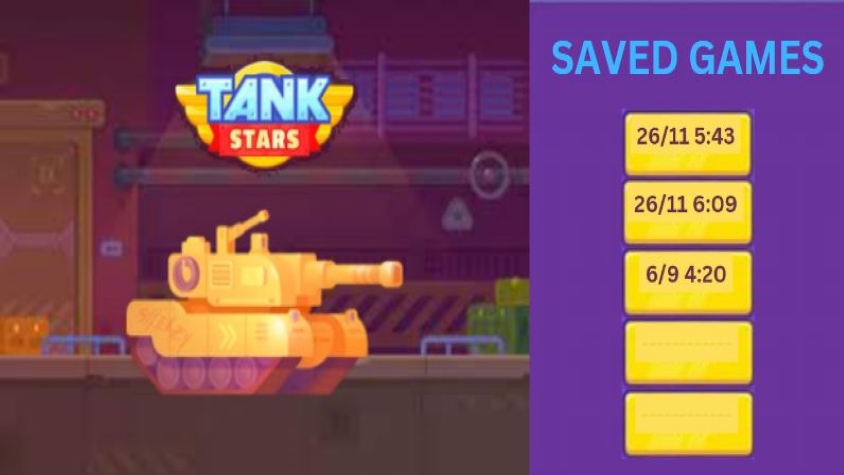 TANK
STARS
SAVED GAMES
26/11 5:43
26/11 6:09
6/9 4:20